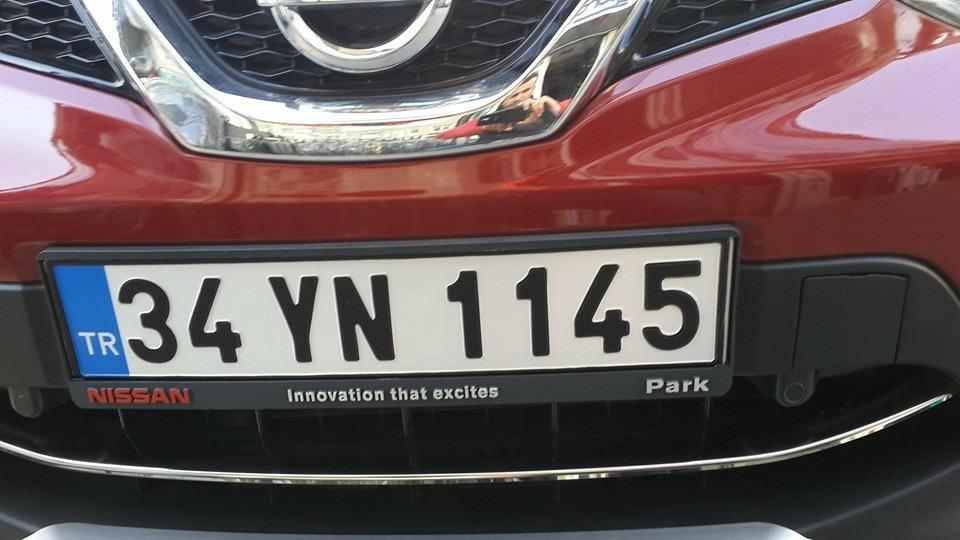 TR 34 YN 1145
NISSAN Innovation that excites Park